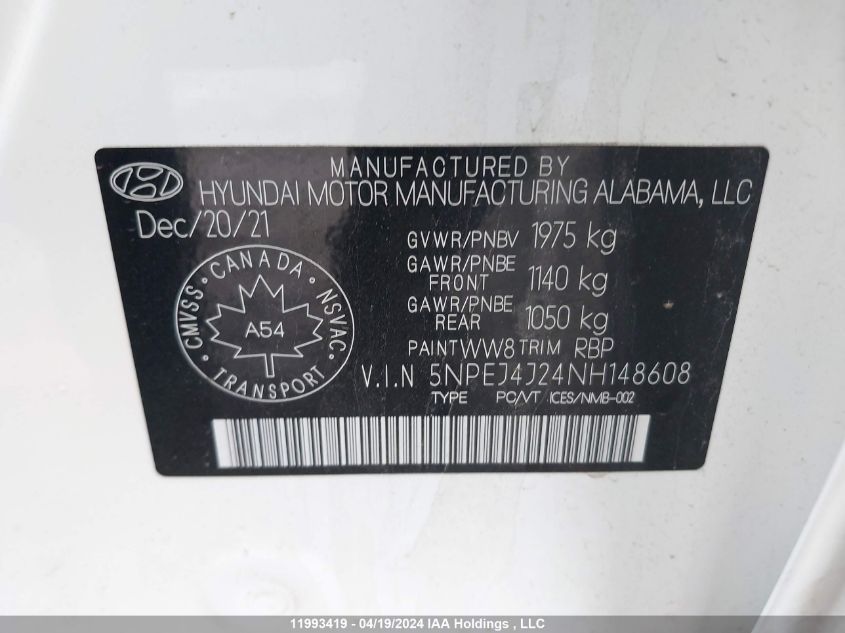 MANUFACTURED BY
HYUNDAI MOTOR MANUFACTURING ALABAMA, LLC
Dec/20/21
GVWR/PNBV 1975 kg
GAWR/PNBE FRONT 1140 kg
GAWR/PNBE REAR 1050 kg
PAINT WW8 TRIM RBP
V.I.N 5NPEJ4J24NH148608
TYPE PC/VT ICES/NMB-002
CANADA
CMVSS NSVAC
A54
TRANSPORT
11993419 - 04/19/2024 IAA Holdings , LLC